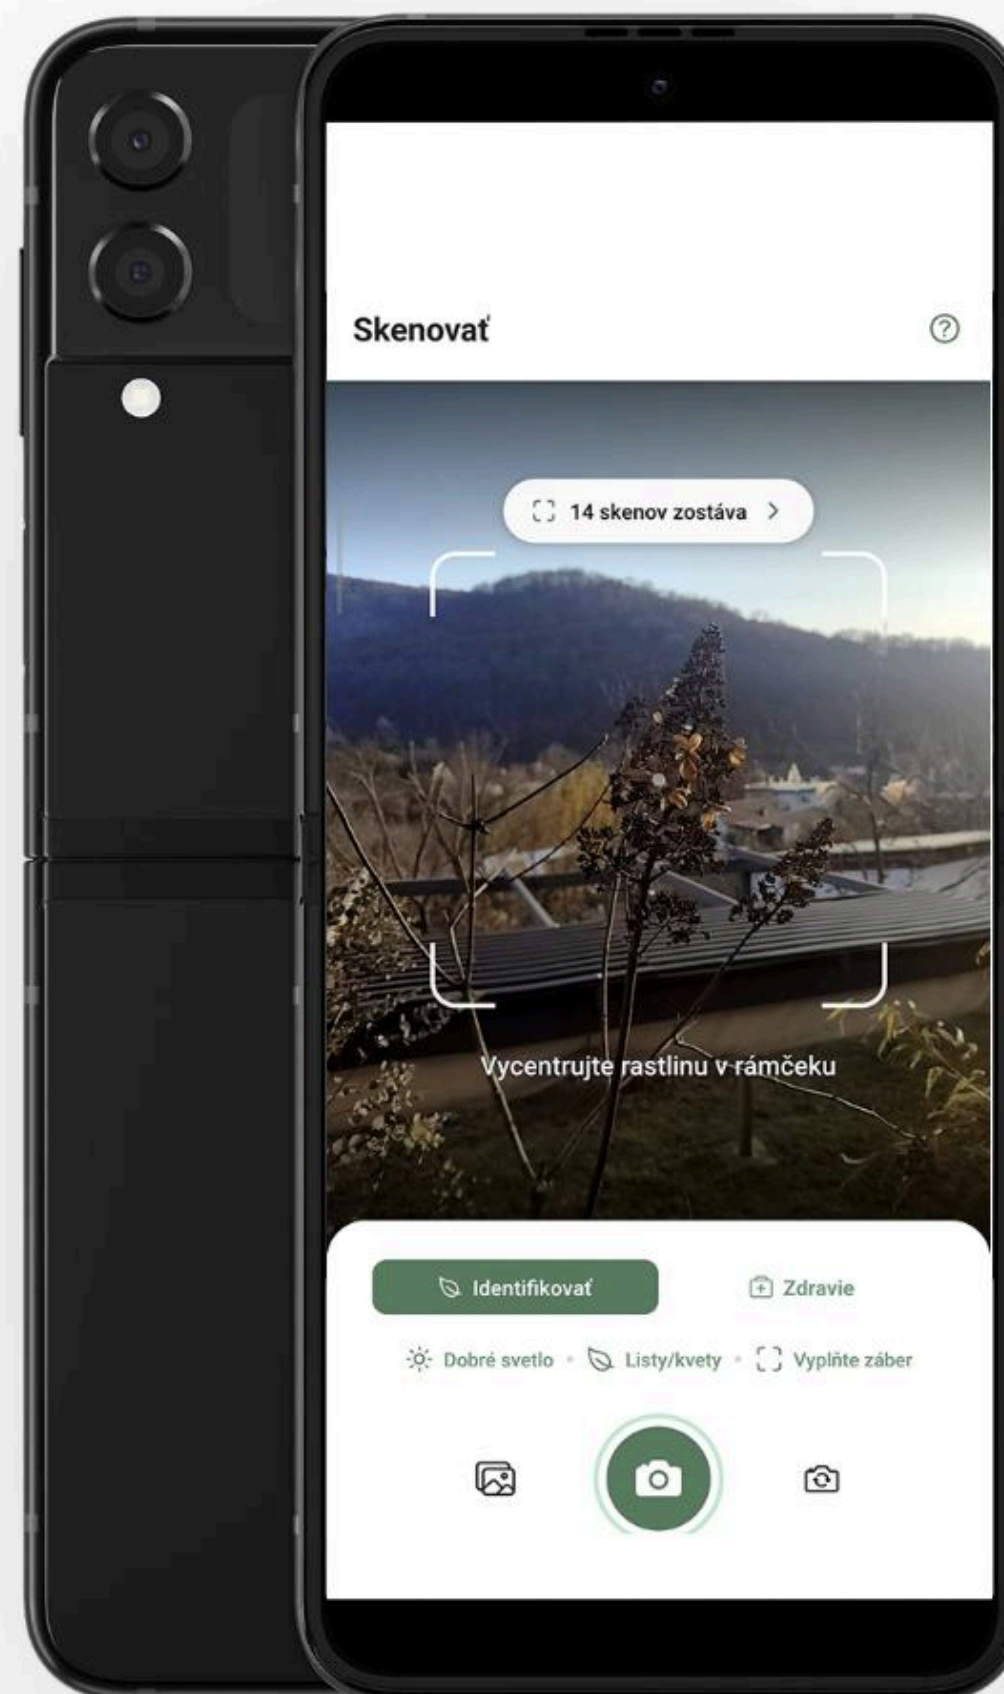 Skenovať
14 skenov zostáva
Vycentrujte rastlinu v rámčeku
Identifikovať
Zdravie
Dobré svetlo
Listy/kvety
Vyplňte záber